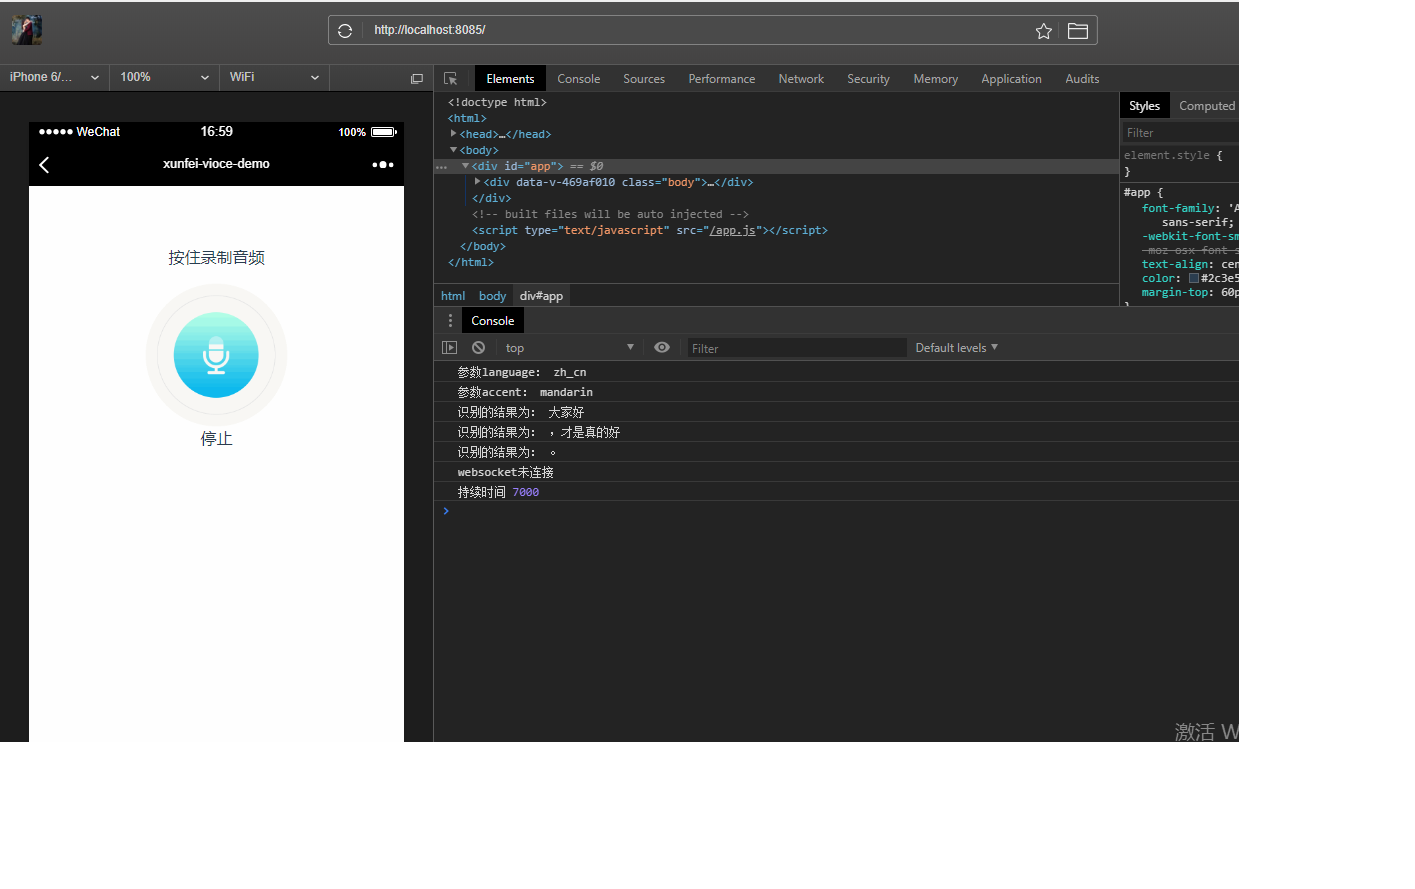 http://localhost:8085/
iPhone 6/... 100% WiFi
Elements Console Sources Performance Network Security Memory Application Audits
●●●●● WeChat 16:59 100%
xunfei-vioce-demo
按住录制音频
停止
<!doctype html>
<html>
<head>…</head>
<body>
<div id="app"> == $0
<div data-v-469af010 class="body">…</div>
</div>
<!-- built files will be auto injected -->
<script type="text/javascript" src="/app.js"></script>
</body>
</html>
html body div#app
Styles Computed
Filter
element.style {
}
#app {
font-family: 'A
sans-serif;
-webkit-font-sm
-moz-osx-font-s
text-align: cen
color: #2c3e5
margin-top: 60p
}
Console
top Filter Default levels
参数language: zh_cn
参数accent: mandarin
识别的结果为: 大家好
识别的结果为: ，才是真的好
识别的结果为: 。
websocket未连接
持续时间 7000
激活 W